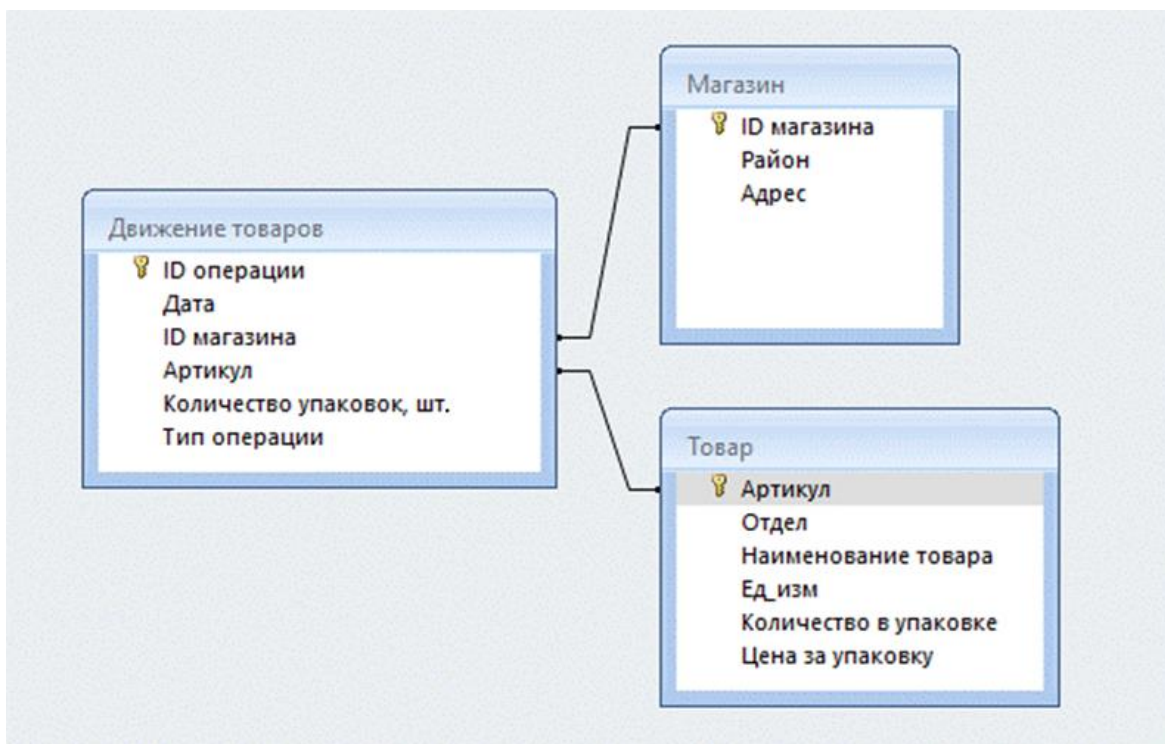 Магазин
ID магазина
Район
Адрес
Движение товаров
ID операции
Дата
ID магазина
Артикул
Количество упаковок, шт.
Тип операции
Товар
Артикул
Отдел
Наименование товара
Ед_изм
Количество в упаковке
Цена за упаковку